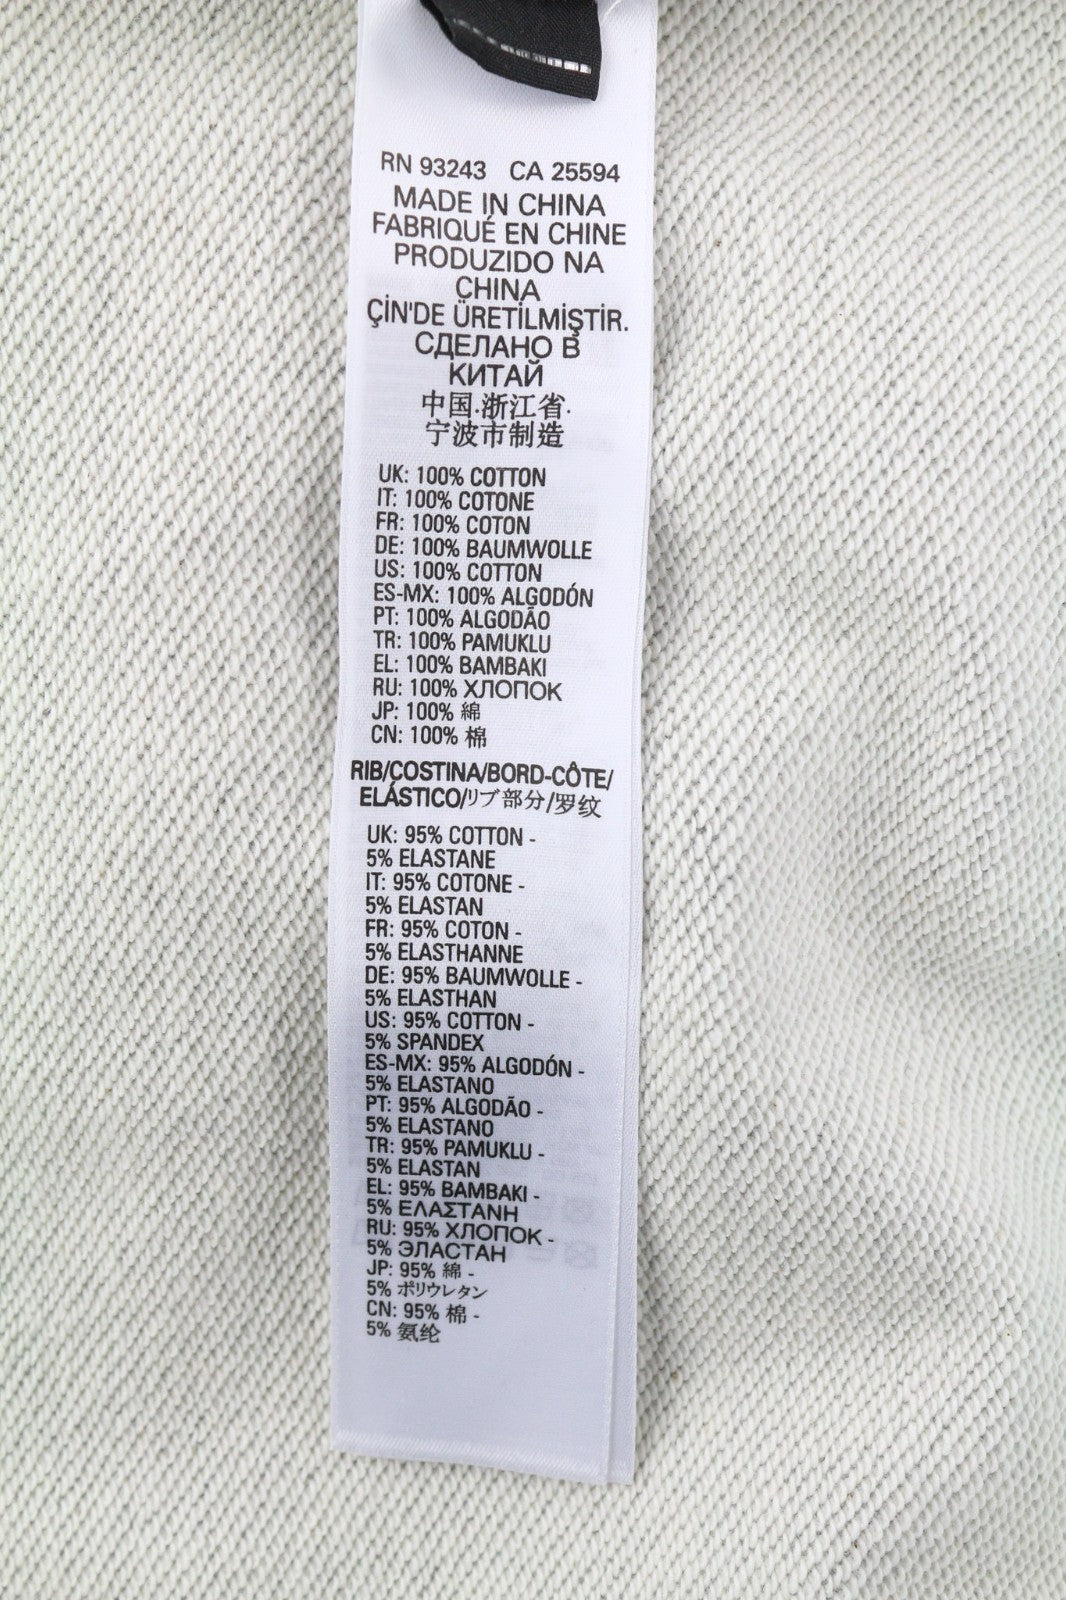 RN 93243 CA 25594
MADE IN CHINA
FABRIQUÉ EN CHINE
PRODUZIDO NA
CHINA
ÇİN'DE ÜRETİLMİŞTİR.
СДЕЛАНО В
КИТАЙ
中国.浙江省.
宁波市制造
UK: 100% COTTON
IT: 100% COTONE
FR: 100% COTON
DE: 100% BAUMWOLLE
US: 100% COTTON
ES-MX: 100% ALGODÓN
PT: 100% ALGODÃO
TR: 100% PAMUKLU
EL: 100% BAMBAKI
RU: 100% ХЛОПОК
JP: 100% 綿
CN: 100% 棉
RIB/COSTINA/BORD-CÔTE/
ELÁSTICO/リブ部分/罗纹
UK: 95% COTTON -
5% ELASTANE
IT: 95% COTONE -
5% ELASTAN
FR: 95% COTON -
5% ELASTHANNE
DE: 95% BAUMWOLLE -
5% ELASTHAN
US: 95% COTTON -
5% SPANDEX
ES-MX: 95% ALGODÓN -
5% ELASTANO
PT: 95% ALGODÃO -
5% ELASTANO
TR: 95% PAMUKLU -
5% ELASTAN
EL: 95% BAMBAKI -
5% ΕΛΑΣΤΑΝΗ
RU: 95% ХЛОПОК -
5% ЭЛАСТАН
JP: 95% 綿 -
5% ポリウレタン
CN: 95% 棉 -
5% 氨纶